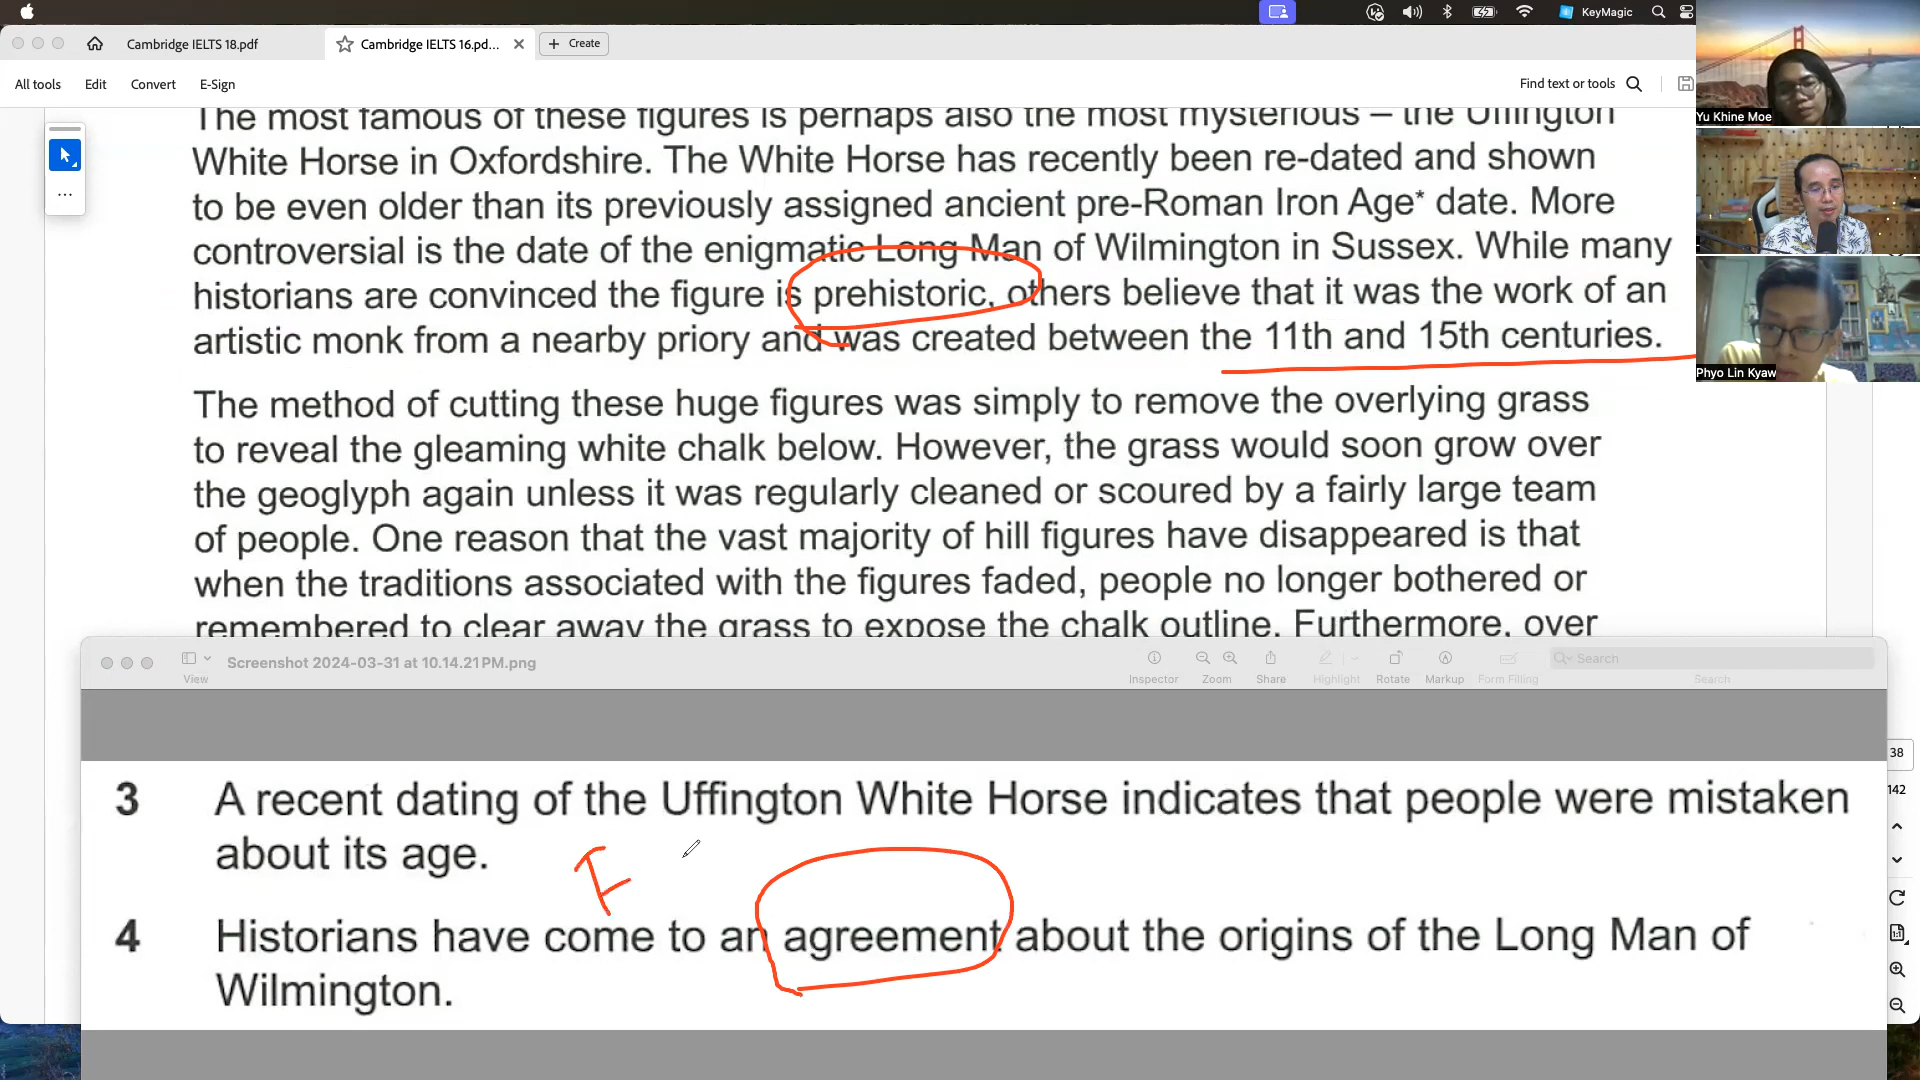 KeyMagic
Cambridge IELTS 18.pdf
Cambridge IELTS 16.pd...
Create
All tools
Edit
Convert
E-Sign
Find text or tools
Yu Khine Moe
Phyo Lin Kyaw
The most famous of these figures is perhaps also the most mysterious – the Uffington
White Horse in Oxfordshire. The White Horse has recently been re-dated and shown
to be even older than its previously assigned ancient pre-Roman Iron Age* date. More
controversial is the date of the enigmatic Long Man of Wilmington in Sussex. While many
historians are convinced the figure is prehistoric, others believe that it was the work of an
artistic monk from a nearby priory and was created between the 11th and 15th centuries.
The method of cutting these huge figures was simply to remove the overlying grass
to reveal the gleaming white chalk below. However, the grass would soon grow over
the geoglyph again unless it was regularly cleaned or scoured by a fairly large team
of people. One reason that the vast majority of hill figures have disappeared is that
when the traditions associated with the figures faded, people no longer bothered or
remembered to clear away the grass to expose the chalk outline. Furthermore, over
View
Screenshot 2024-03-31 at 10.14.21 PM.png
Inspector
Zoom
Share
Highlight
Rotate
Markup
Form Filling
Search
Search
38
142
1:1
3 A recent dating of the Uffington White Horse indicates that people were mistaken
about its age.
F
4 Historians have come to an agreement about the origins of the Long Man of
Wilmington.